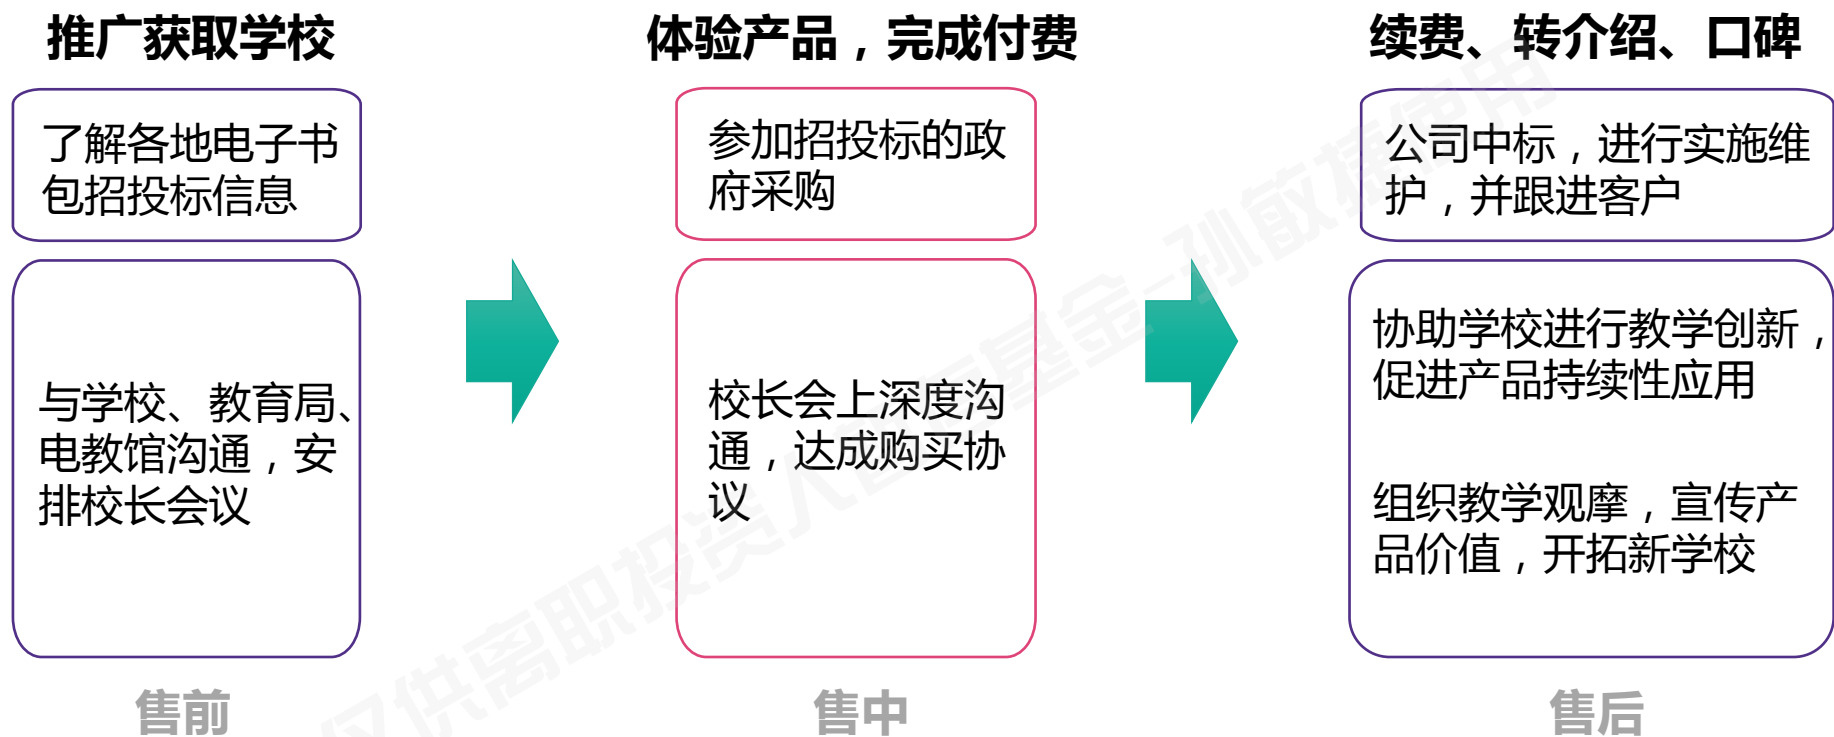 推广获取学校
体验产品，完成付费
续费、转介绍、口碑
了解各地电子书
包招投标信息
参加招投标的政
府采购
公司中标，进行实施维
护，并跟进客户
与学校、教育局、
电教馆沟通，安
排校长会议
校长会上深度沟
通，达成购买协
议
协助学校进行教学创新，
促进产品持续性应用
组织教学观摩，宣传产
品价值，开拓新学校
售前
售中
售后